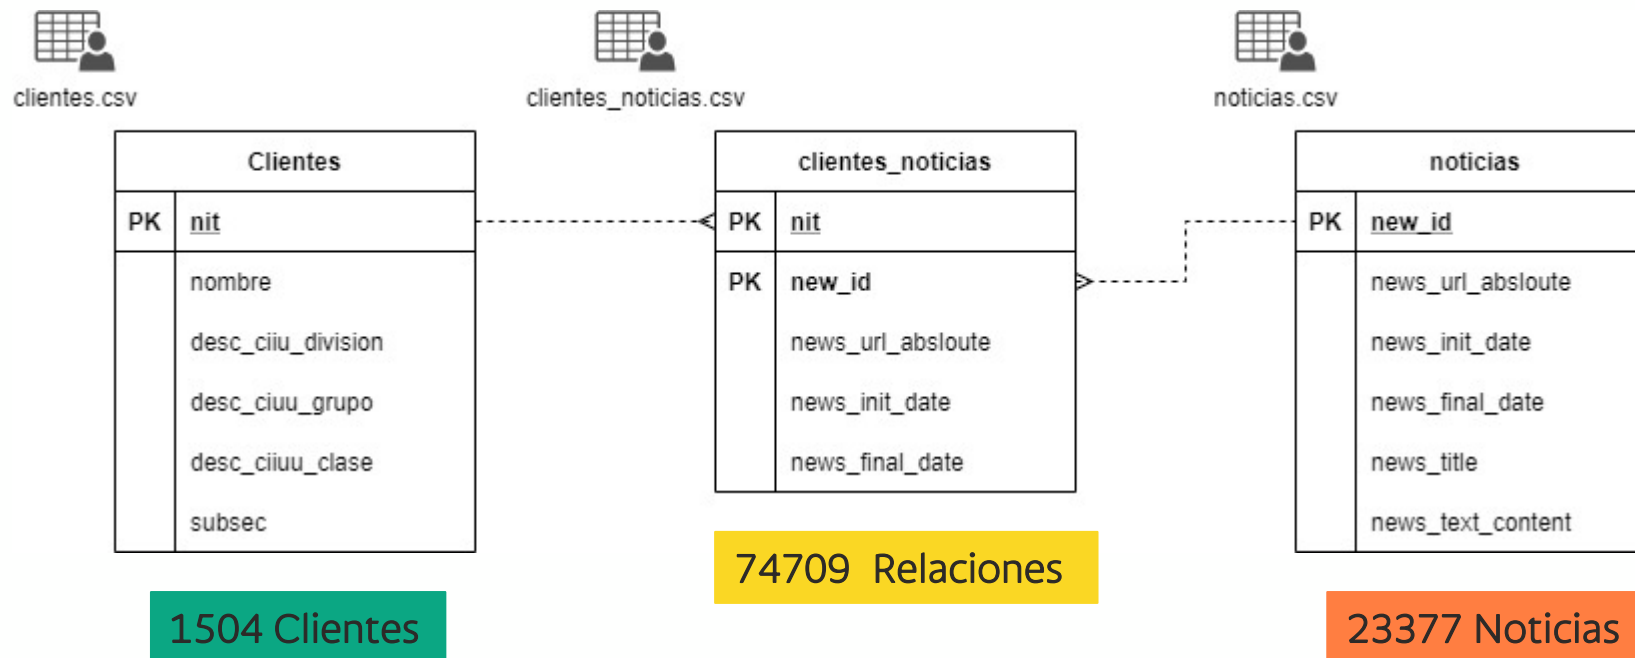 clientes.csv
clientes_noticias.csv
noticias.csv
Clientes
PK nit
nombre
desc_ciiu_division
desc_ciuu_grupo
desc_ciiuu_clase
subsec
1504 Clientes
clientes_noticias
PK nit
PK new_id
news_url_absloute
news_init_date
news_final_date
74709 Relaciones
noticias
PK new_id
news_url_absloute
news_init_date
news_final_date
news_title
news_text_content
23377 Noticias